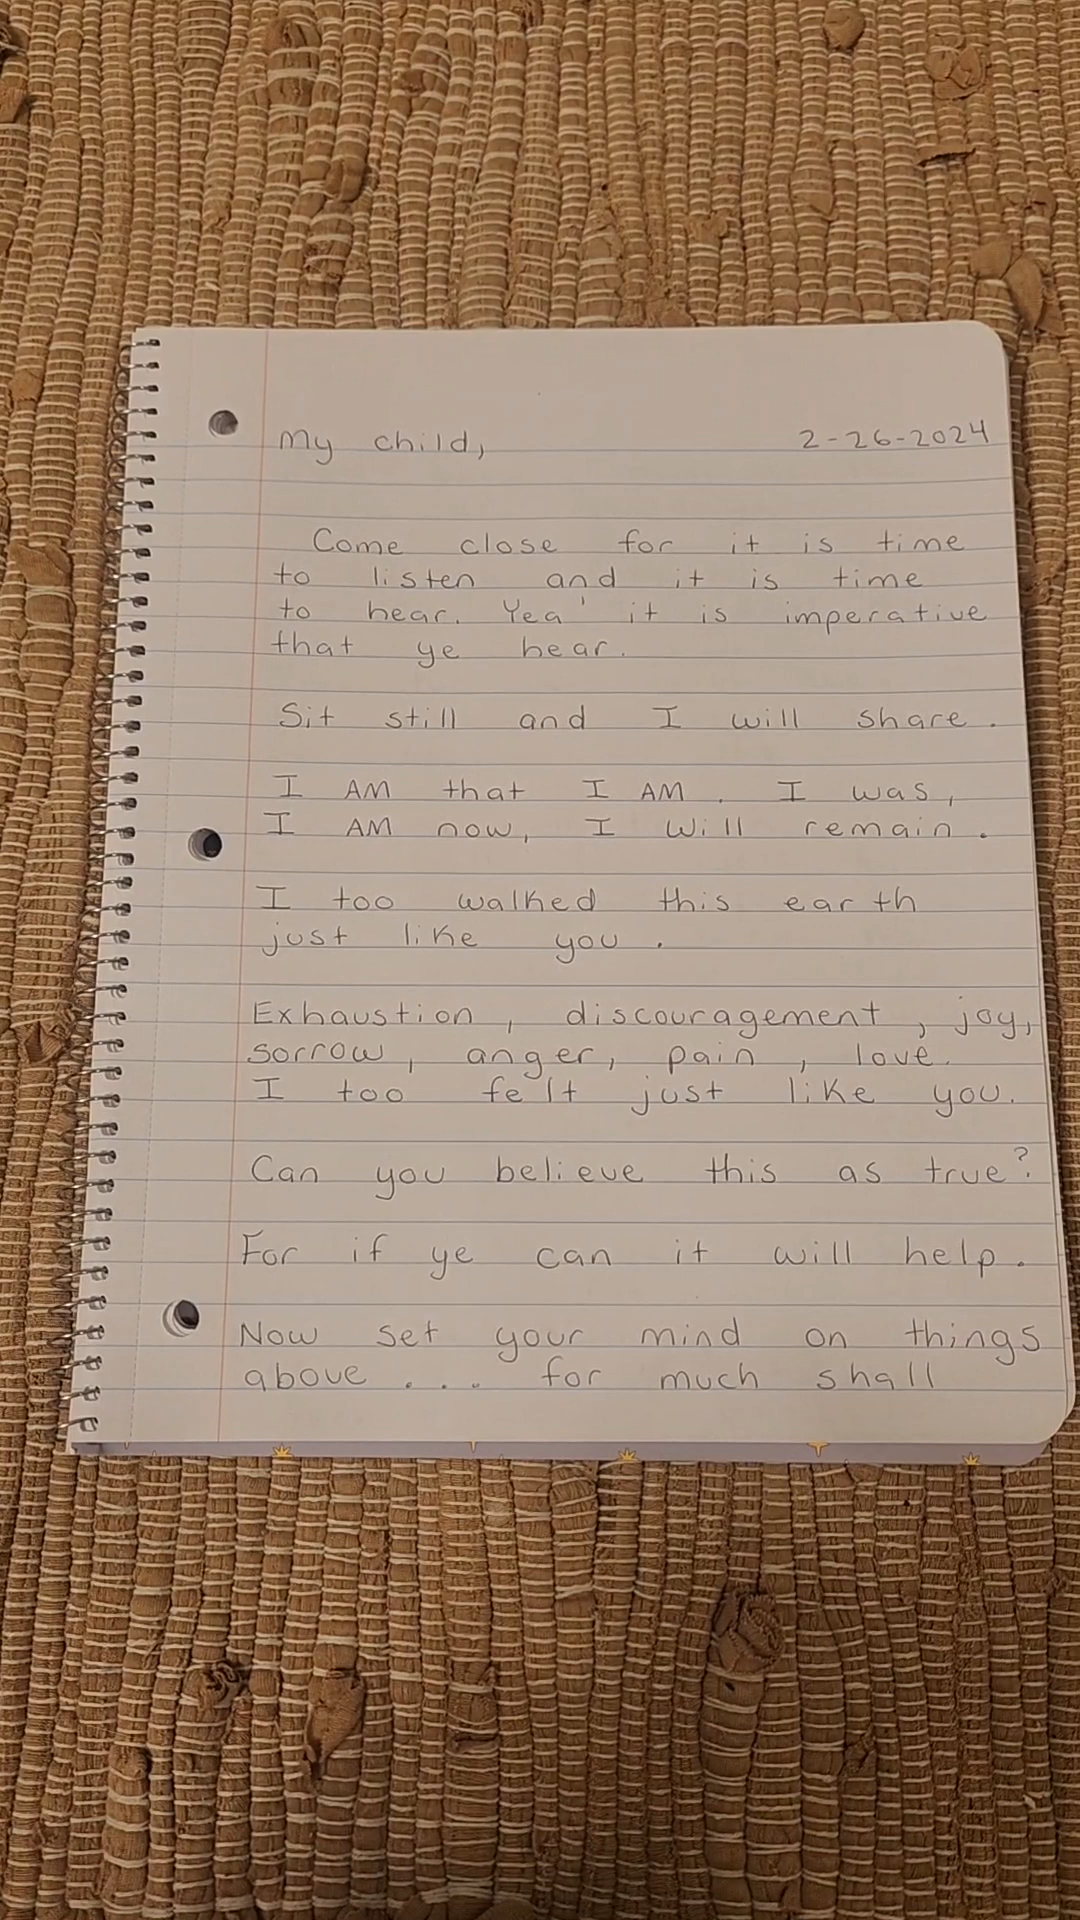 My child,
2-26-2024
Come close for it is time
to listen and it is time
to hear. Yea' it is imperative
that ye hear.
Sit still and I will share.
I AM that I AM. I was,
I AM now, I will remain.
I too walked this earth
just like you.
Exhaustion, discouragement, joy,
sorrow, anger, pain, love.
I too felt just like you.
Can you believe this as true?
For if ye can it will help.
Now set your mind on things
above... for much shall